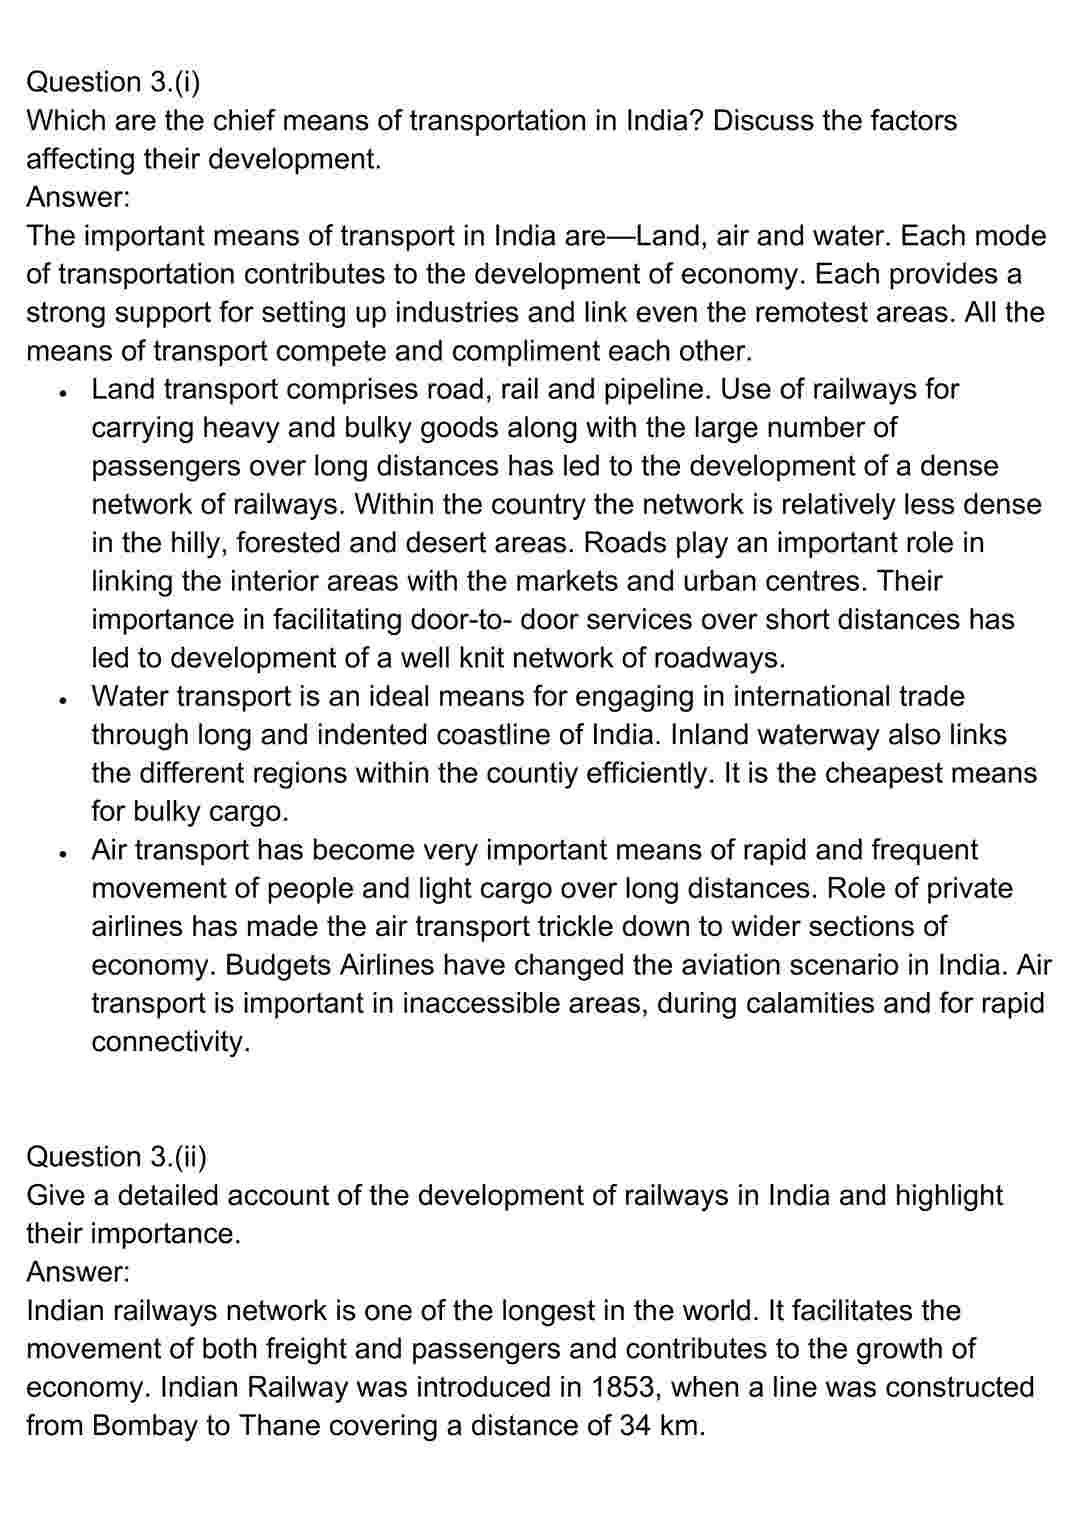 Question 3.(i)
Which are the chief means of transportation in India? Discuss the factors
affecting their development.
Answer:
The important means of transport in India are—Land, air and water. Each mode
of transportation contributes to the development of economy. Each provides a
strong support for setting up industries and link even the remotest areas. All the
means of transport compete and compliment each other.
• Land transport comprises road, rail and pipeline. Use of railways for
carrying heavy and bulky goods along with the large number of
passengers over long distances has led to the development of a dense
network of railways. Within the country the network is relatively less dense
in the hilly, forested and desert areas. Roads play an important role in
linking the interior areas with the markets and urban centres. Their
importance in facilitating door-to- door services over short distances has
led to development of a well knit network of roadways.
• Water transport is an ideal means for engaging in international trade
through long and indented coastline of India. Inland waterway also links
the different regions within the countiy efficiently. It is the cheapest means
for bulky cargo.
• Air transport has become very important means of rapid and frequent
movement of people and light cargo over long distances. Role of private
airlines has made the air transport trickle down to wider sections of
economy. Budgets Airlines have changed the aviation scenario in India. Air
transport is important in inaccessible areas, during calamities and for rapid
connectivity.
Question 3.(ii)
Give a detailed account of the development of railways in India and highlight
their importance.
Answer:
Indian railways network is one of the longest in the world. It facilitates the
movement of both freight and passengers and contributes to the growth of
economy. Indian Railway was introduced in 1853, when a line was constructed
from Bombay to Thane covering a distance of 34 km.